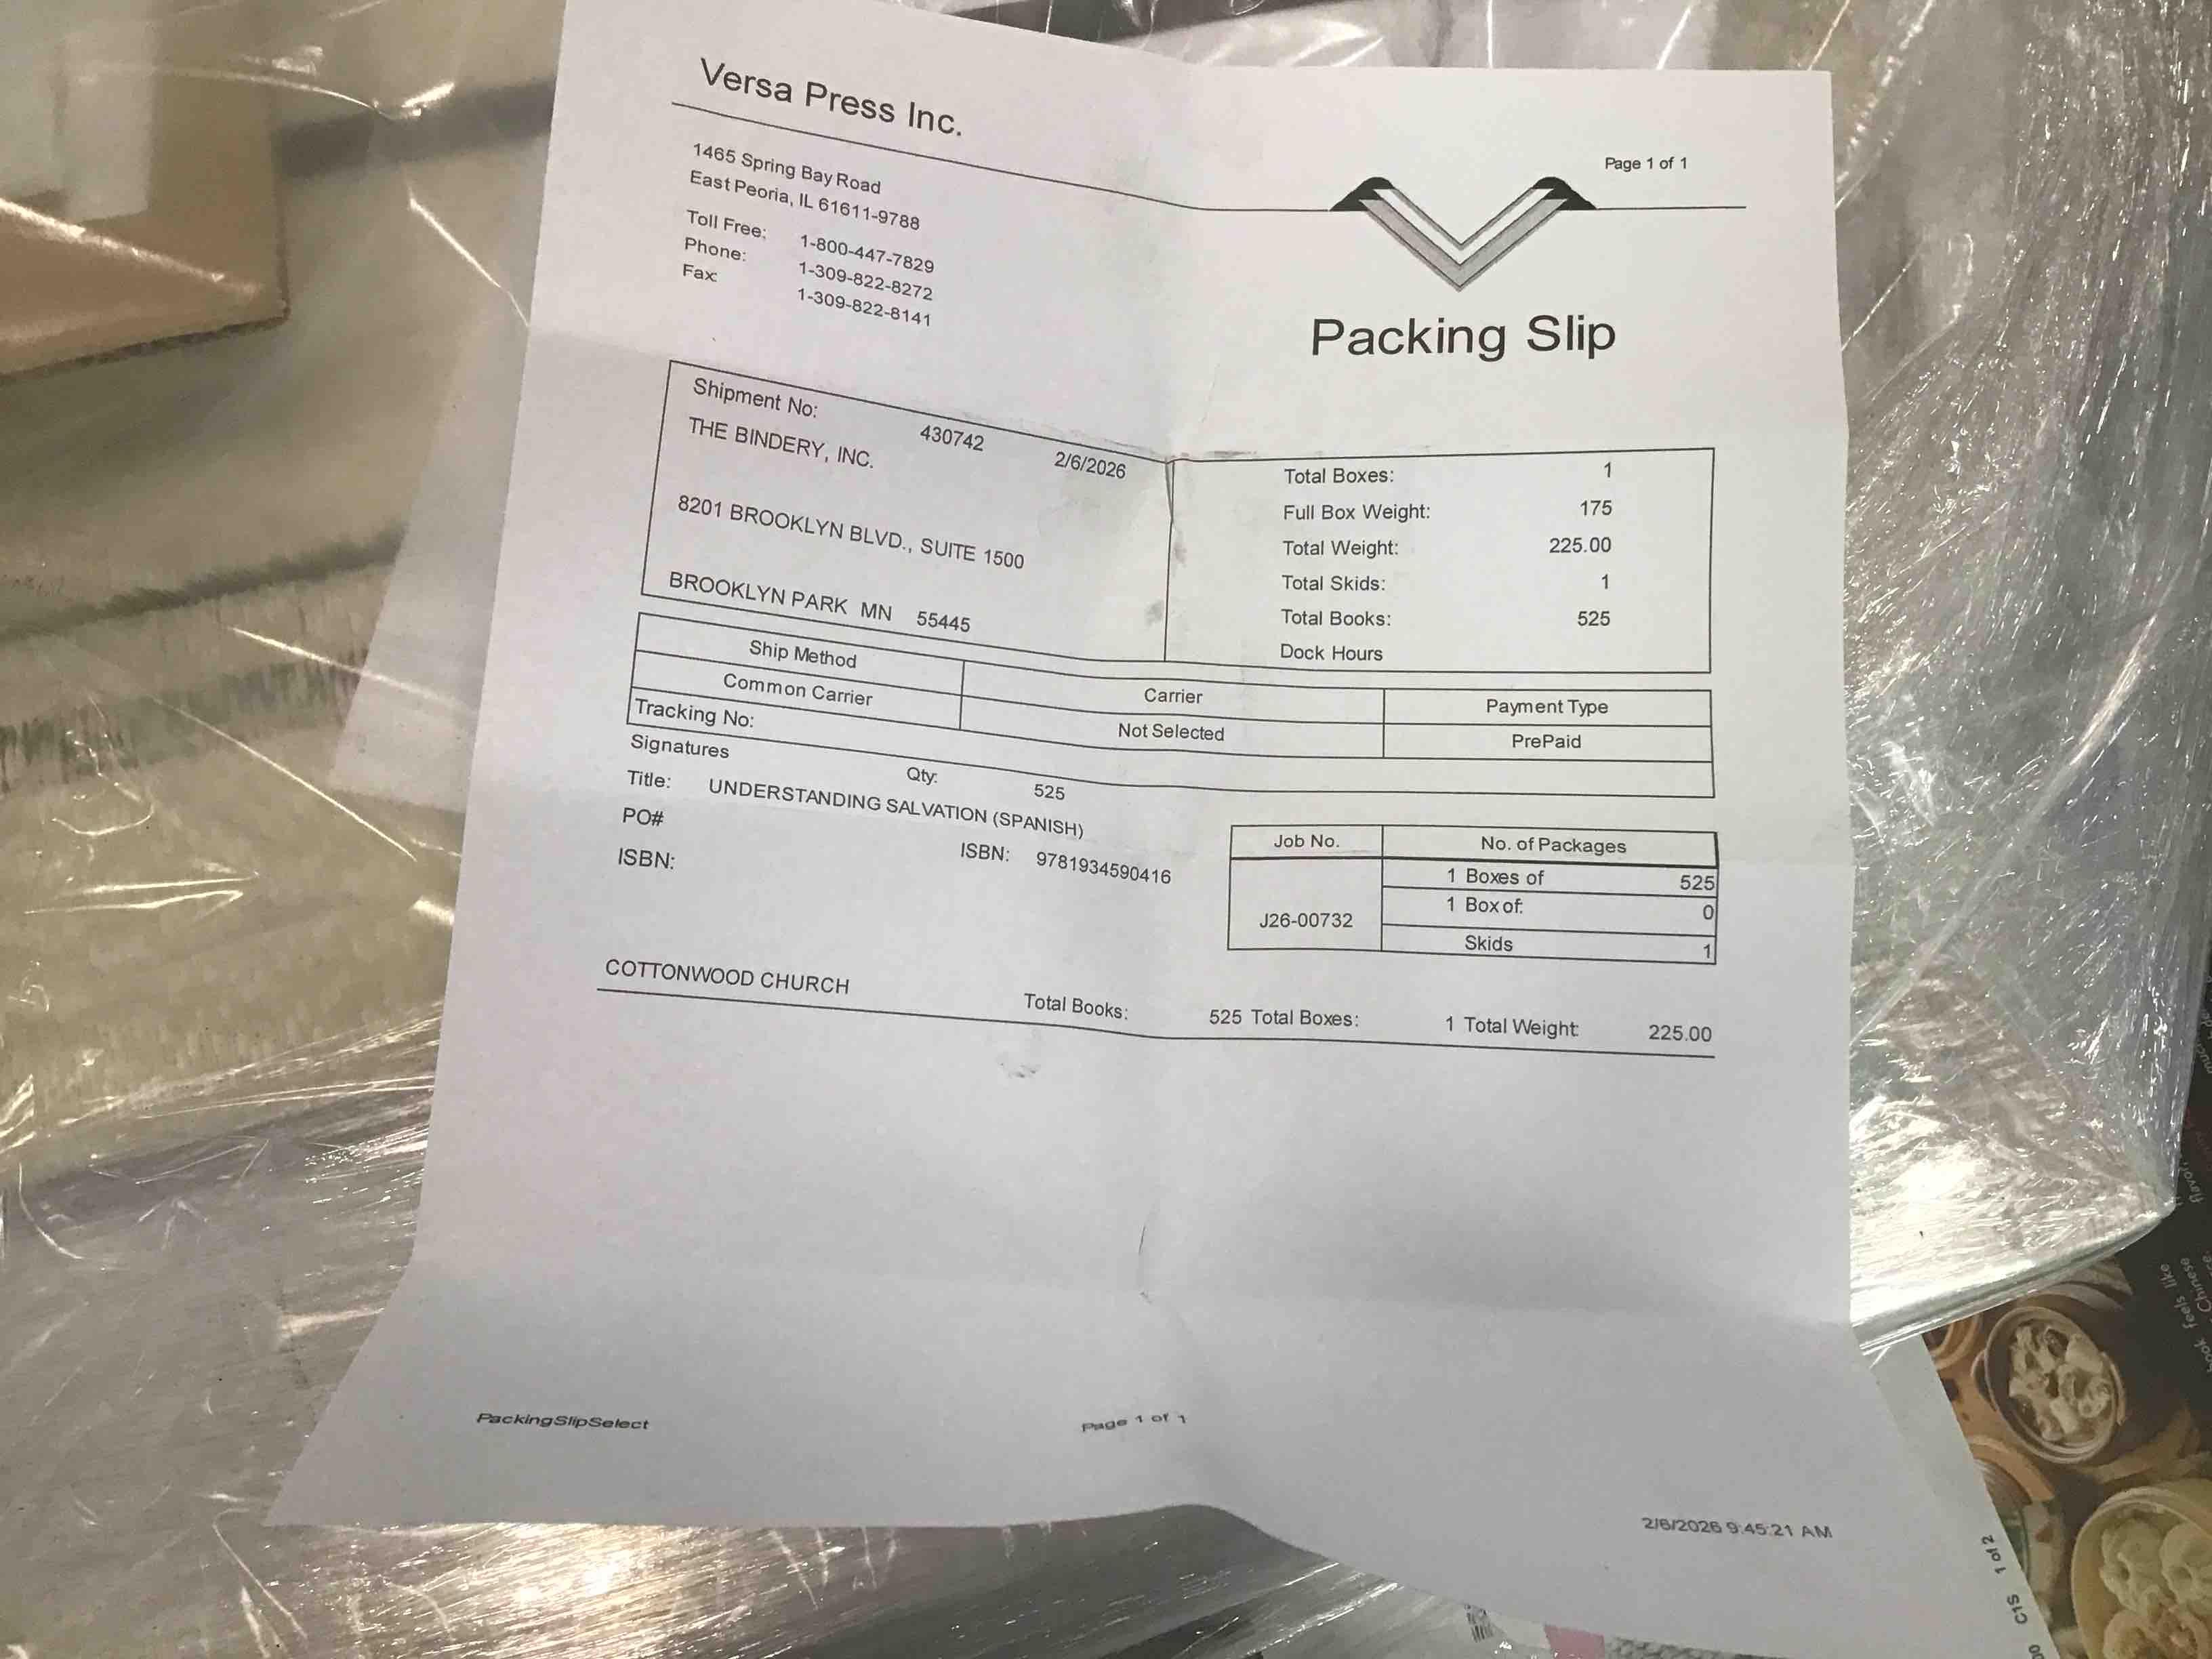 Versa Press Inc.
Page 1 of 1
1465 Spring Bay Road
East Peoria, IL 61611-9788
Toll Free: 1-800-447-7829
Phone: 1-309-822-8272
Fax: 1-309-822-8141
Packing Slip
Shipment No: 430742 2/6/2026
THE BINDERY, INC.
8201 BROOKLYN BLVD., SUITE 1500
BROOKLYN PARK MN 55445
Total Boxes: 1
Full Box Weight: 175
Total Weight: 225.00
Total Skids: 1
Total Books: 525
Dock Hours
Ship Method Carrier Payment Type
Common Carrier Not Selected PrePaid
Tracking No:
Signatures Qty: 525
Title: UNDERSTANDING SALVATION (SPANISH)
PO#
ISBN: ISBN: 9781934590416
Job No. No. of Packages
J26-00732
1 Boxes of 525
1 Box of: 0
Skids 1
COTTONWOOD CHURCH
Total Books: 525 Total Boxes: 1 Total Weight: 225.00
PackingSlipSelect Page 1 of 1
2/6/2026 9:45:21 AM
feels like
Chinese
flavor,
C1S 1 of 2